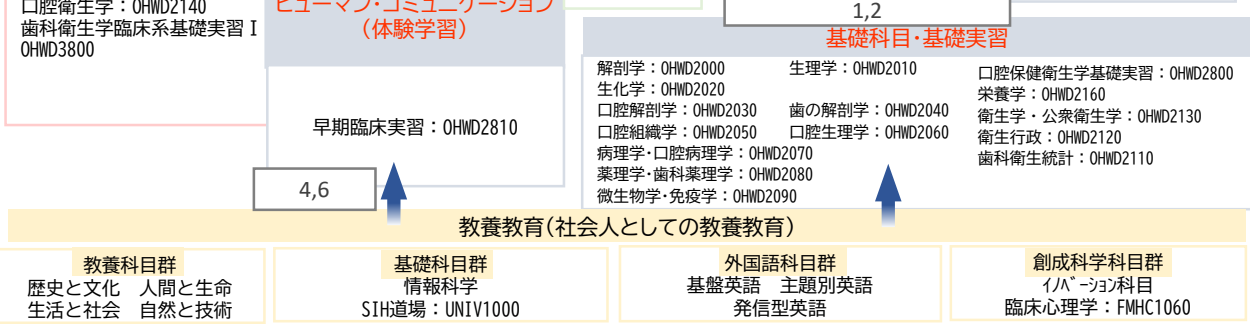 口腔衛生学：OHWD2140
歯科衛生学臨床系基礎実習Ⅰ
OHWD3800
ヒューマン・コミュニケーション
（体験学習）
早期臨床実習：OHWD2810
4,6
1,2
基礎科目・基礎実習
解剖学：OHWD2000 生理学：OHWD2010
生化学：OHWD2020
口腔解剖学：OHWD2030 歯の解剖学：OHWD2040
口腔組織学：OHWD2050 口腔生理学：OHWD2060
病理学・口腔病理学：OHWD2070
薬理学・歯科薬理学：OHWD2080
微生物学・免疫学：OHWD2090
口腔保健衛生学基礎実習：OHWD2800
栄養学：OHWD2160
衛生学・公衆衛生学：OHWD2130
衛生行政：OHWD2120
歯科衛生統計：OHWD2110
教養教育（社会人としての教養教育）
教養科目群
歴史と文化 人間と生命
生活と社会 自然と技術
基礎科目群
情報科学
SIH道場：UNIV1000
外国語科目群
基盤英語 主題別英語
発信型英語
創成科学科目群
ｲﾉﾍﾞｰｼｮﾝ科目
臨床心理学：FMHC1060